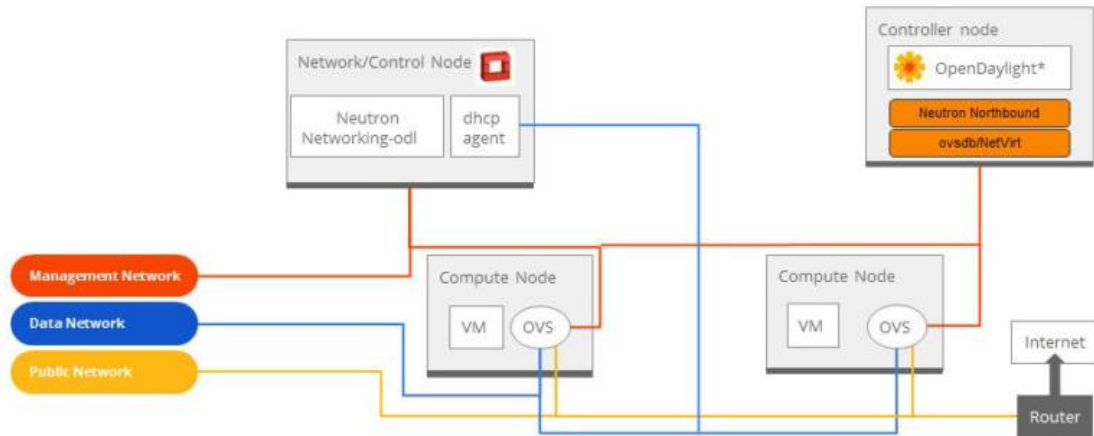 Network/Control Node
Neutron
Networking-odl
dhcp
agent
Controller node
OpenDaylight*
Neutron Northbound
ovsdb/NetVirt
Management Network
Data Network
Public Network
Compute Node
VM
OVS
Compute Node
VM
OVS
Internet
Router